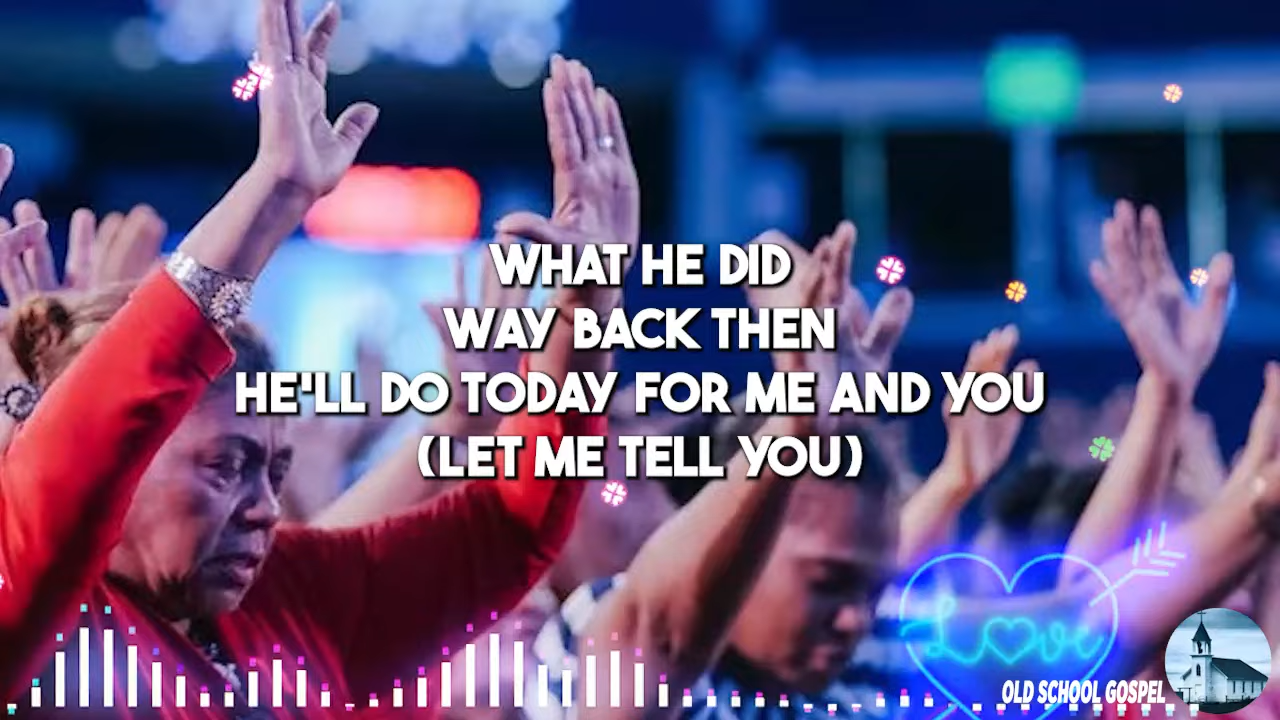 WHAT HE DID
WAY BACK THEN
HE'LL DO TODAY FOR ME AND YOU
(LET ME TELL YOU)
Love
OLD SCHOOL GOSPEL